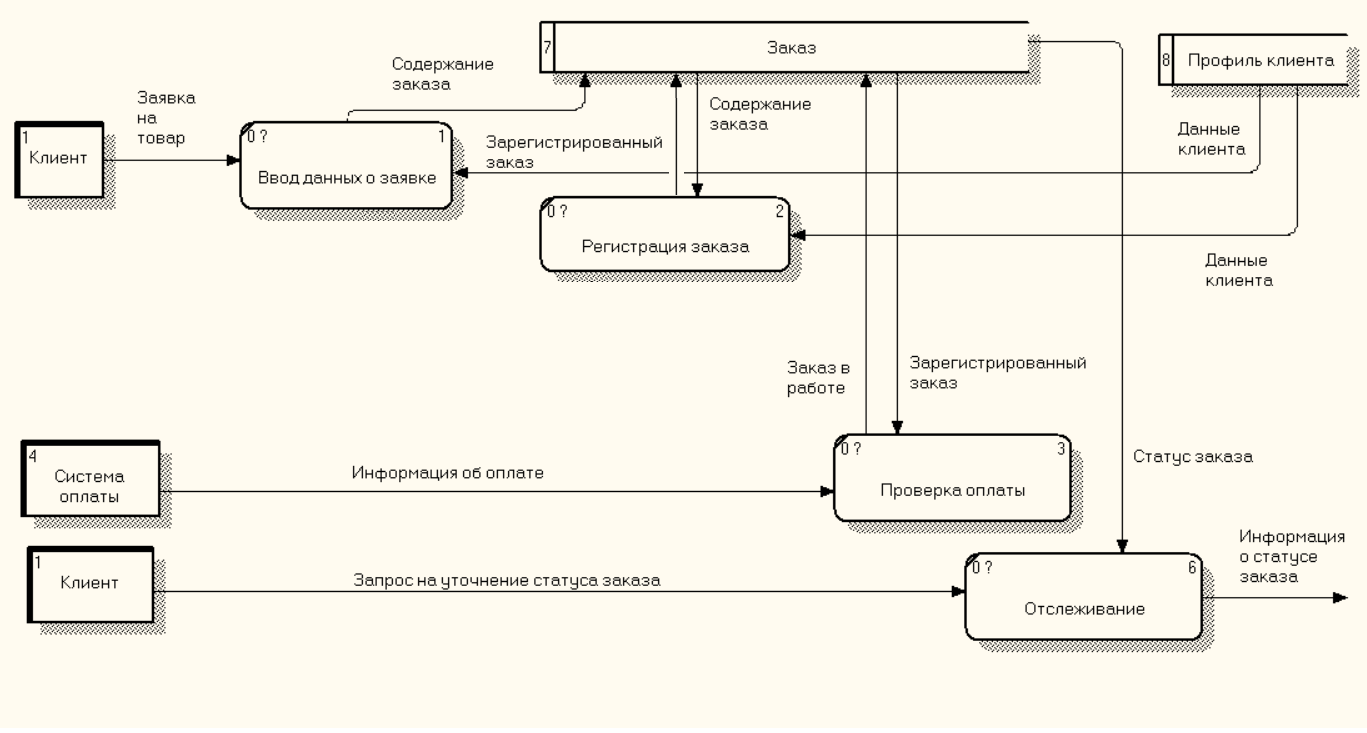 7
Заказ
8
Профиль клиента
Содержание
заказа
Заявка
на
товар
1
Клиент
0 ?
1
Ввод данных о заявке
Зарегистрированный
заказ
Содержание
заказа
Данные
клиента
0 ?
2
Регистрация заказа
Данные
клиента
Заказ в
работе
Зарегистрированный
заказ
4
Система
оплаты
Информация об оплате
0 ?
3
Проверка оплаты
Статус заказа
1
Клиент
Запрос на уточнение статуса заказа
0 ?
6
Отслеживание
Информация
о статусе
заказа